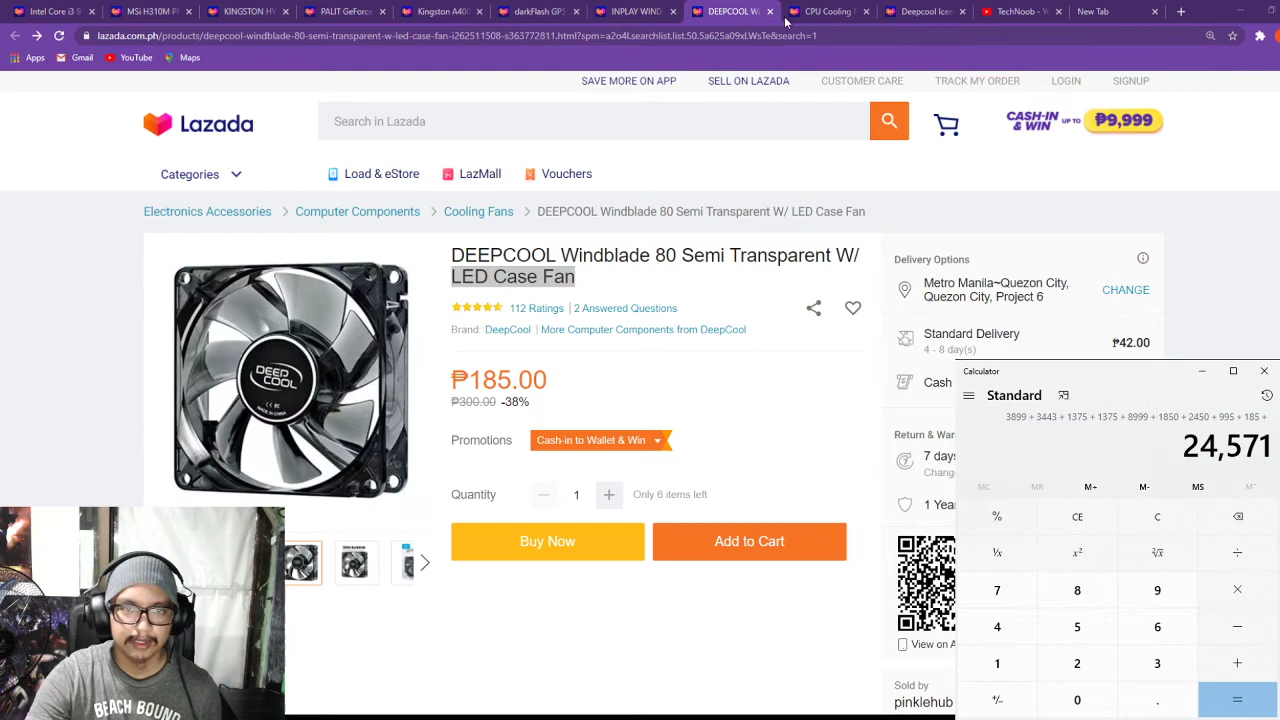 Intel Core i3 9
MSi H310M P
KINGSTON HY
PALIT GeForce
Kingston A400
darkFlash GP5
INPLAY WIND
DEEPCOOL W
CPU Cooling F
Deepcool Icee
TechNoob - Y
New Tab
lazada.com.ph/products/deepcool-windblade-80-semi-transparent-w-led-case-fan-i262511508-s363772811.html?spm=a2o4l.searchlist.list.50.5a625a09xLWsTe&search=1
Apps
Gmail
YouTube
Maps
SAVE MORE ON APP
SELL ON LAZADA
CUSTOMER CARE
TRACK MY ORDER
LOGIN
SIGNUP
Lazada
Search in Lazada
CASH-IN & WIN UP TO ₱9,999
Categories
Load & eStore
LazMall
Vouchers
Electronics Accessories
Computer Components
Cooling Fans
DEEPCOOL Windblade 80 Semi Transparent W/ LED Case Fan
DEEP COOL
MADE IN CHINA
DEEPCOOL Windblade 80 Semi Transparent W/
LED Case Fan
112 Ratings
2 Answered Questions
Brand: DeepCool
More Computer Components from DeepCool
₱185.00
₱300.00 -38%
Promotions
Cash-in to Wallet & Win
Quantity
1
Only 6 items left
Buy Now
Add to Cart
Delivery Options
Metro Manila~Quezon City,
Quezon City, Project 6
CHANGE
Standard Delivery
4 - 8 day(s)
₱42.00
Cash
Return & War
7 days
Change
1 Year
View on A
Sold by
pinklehub
Calculator
Standard
3899 + 3443 + 1375 + 1375 + 8999 + 1850 + 2450 + 995 + 185 +
24,571
MC MR M+ M- MS M˅
% CE C
⅟x x² ²√x ÷
7 8 9 ×
4 5 6 −
1 2 3 +
+/− 0 . =
BEACH BOUND